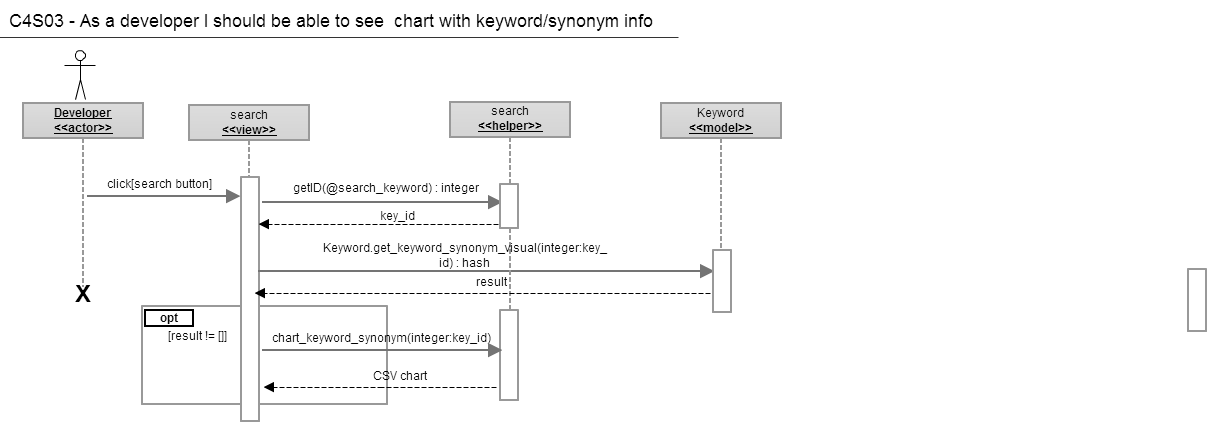 C4S03 - As a developer I should be able to see chart with keyword/synonym info
Developer
<<actor>>
search
<<view>>
search
<<helper>>
Keyword
<<model>>
click[search button]
getID(@search_keyword) : integer
key_id
Keyword.get_keyword_synonym_visual(integer:key_
id) : hash
result
X
opt
[result != []]
chart_keyword_synonym(integer:key_id)
CSV chart